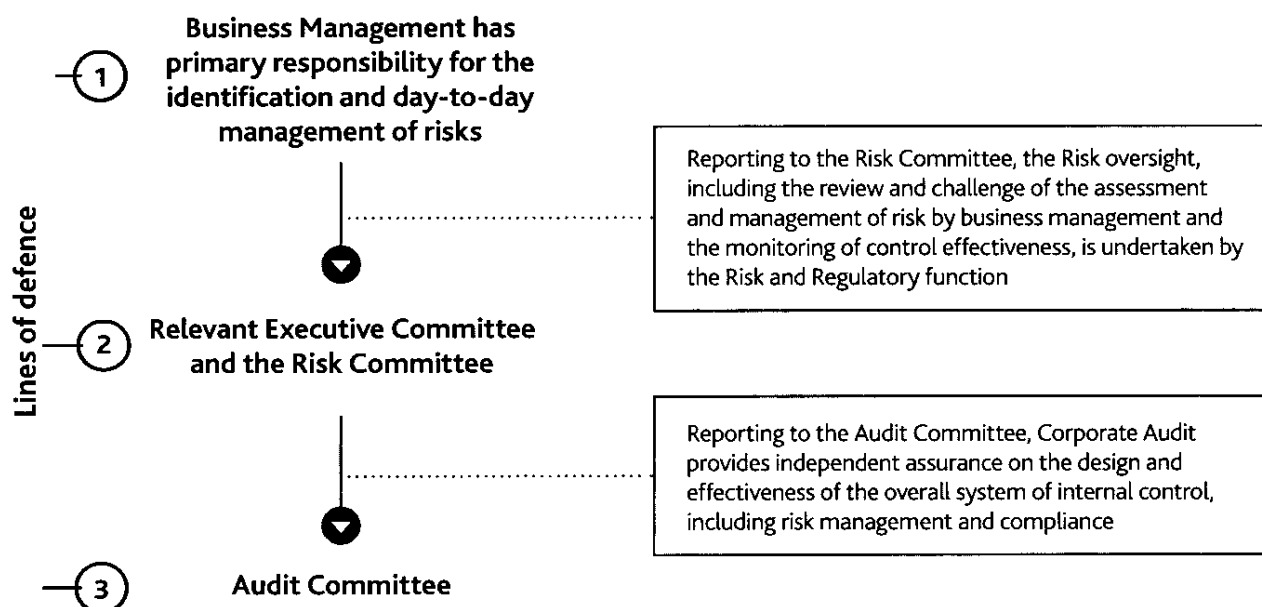 Business Management has
primary responsibility for the
identification and day-to-day
management of risks
1
Reporting to the Risk Committee, the Risk oversight,
including the review and challenge of the assessment
and management of risk by business management and
the monitoring of control effectiveness, is undertaken by
the Risk and Regulatory function
Lines of defence
2
Relevant Executive Committee
and the Risk Committee
Reporting to the Audit Committee, Corporate Audit
provides independent assurance on the design and
effectiveness of the overall system of internal control,
including risk management and compliance
3
Audit Committee